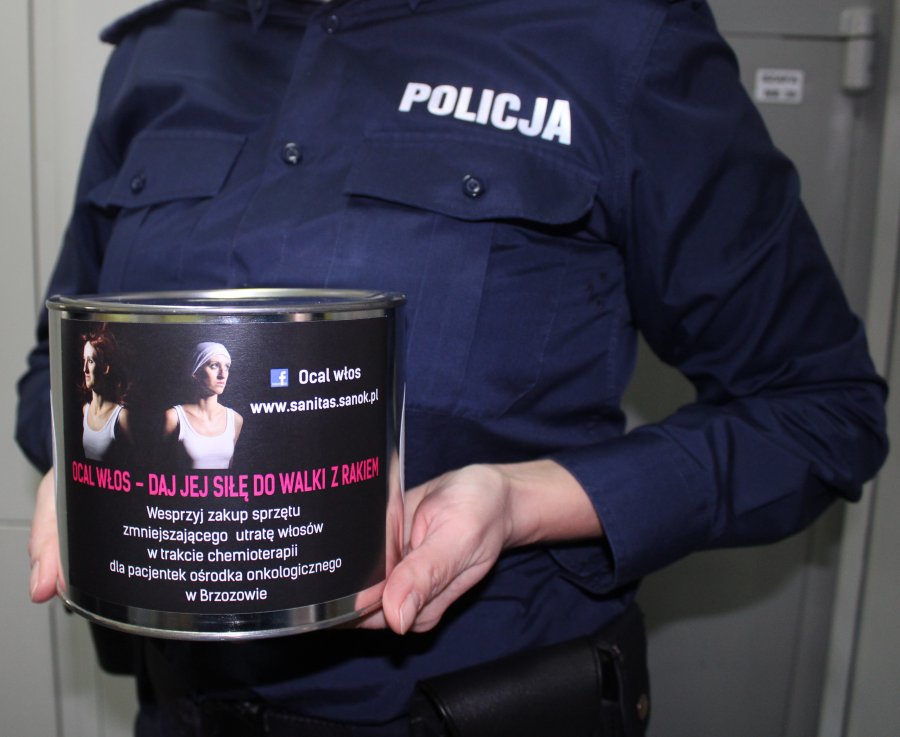 POLICJA
Ocal włos
www.sanitas.sanok.pl
OCAL WŁOS – DAJ JEJ SIŁĘ DO WALKI Z RAKIEM
Wesprzyj zakup sprzętu
zmniejszającego utratę włosów
w trakcie chemioterapii
dla pacjentek ośrodka onkologicznego
w Brzozowie